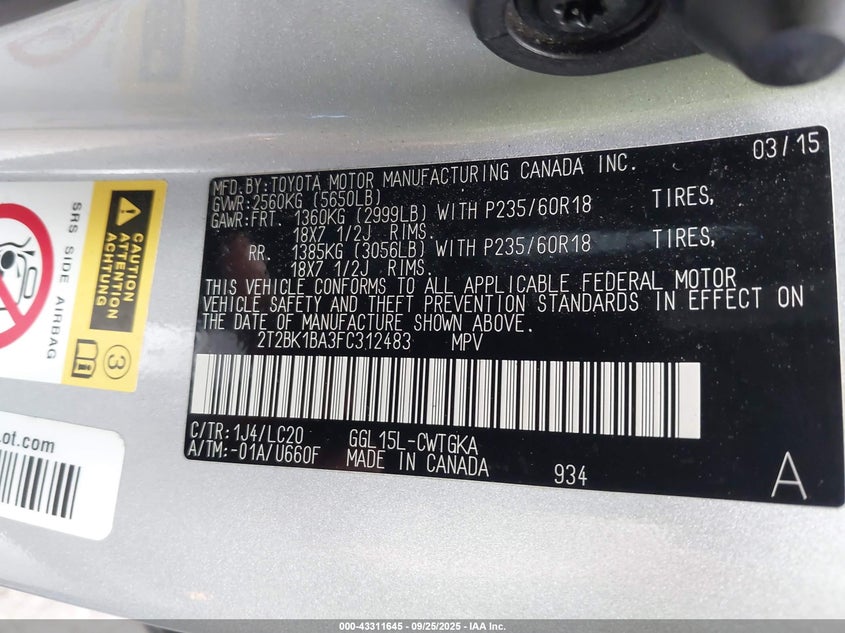 03/15
MFD.BY:TOYOTA MOTOR MANUFACTURING CANADA INC.
GVWR:2560KG (5650LB)
GAWR:FRT. 1360KG (2999LB) WITH P235/60R18 TIRES,
18X7 1/2J RIMS.
RR. 1385KG (3056LB) WITH P235/60R18 TIRES,
18X7 1/2J RIMS.
THIS VEHICLE CONFORMS TO ALL APPLICABLE FEDERAL MOTOR
VEHICLE SAFETY AND THEFT PREVENTION STANDARDS IN EFFECT ON
THE DATE OF MANUFACTURE SHOWN ABOVE.
2T2BK1BA3FC312483 MPV
C/TR:1J4/LC20 GGL15L-CWTGKA
A/TM:-01A/U660F MADE IN CANADA 934 A
SRS SIDE AIRBAG
CAUTION
ATTENTION
ACHTUNG
3
ot.com
000-43311645 - 09/25/2025 - IAA Inc.